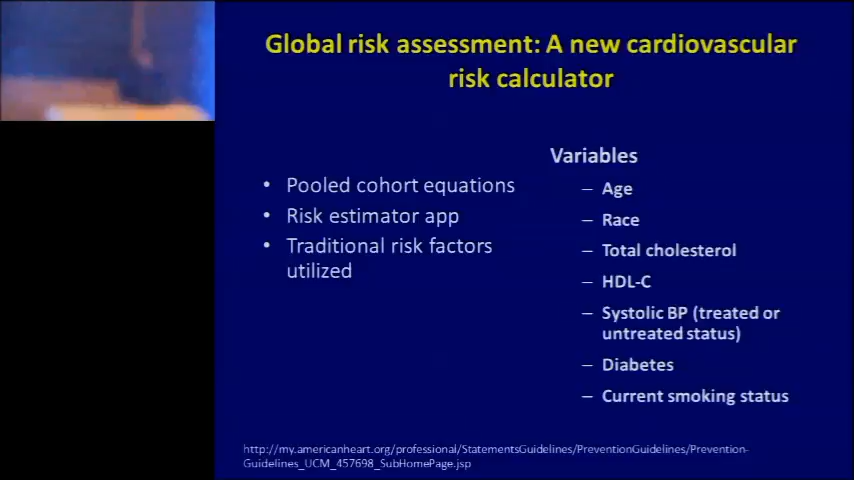 Global risk assessment: A new cardiovascular
risk calculator
• Pooled cohort equations
• Risk estimator app
• Traditional risk factors
utilized
Variables
– Age
– Race
– Total cholesterol
– HDL-C
– Systolic BP (treated or
untreated status)
– Diabetes
– Current smoking status
http://my.americanheart.org/professional/StatementsGuidelines/PreventionGuidelines/Prevention-
Guidelines_UCM_457698_SubHomePage.jsp